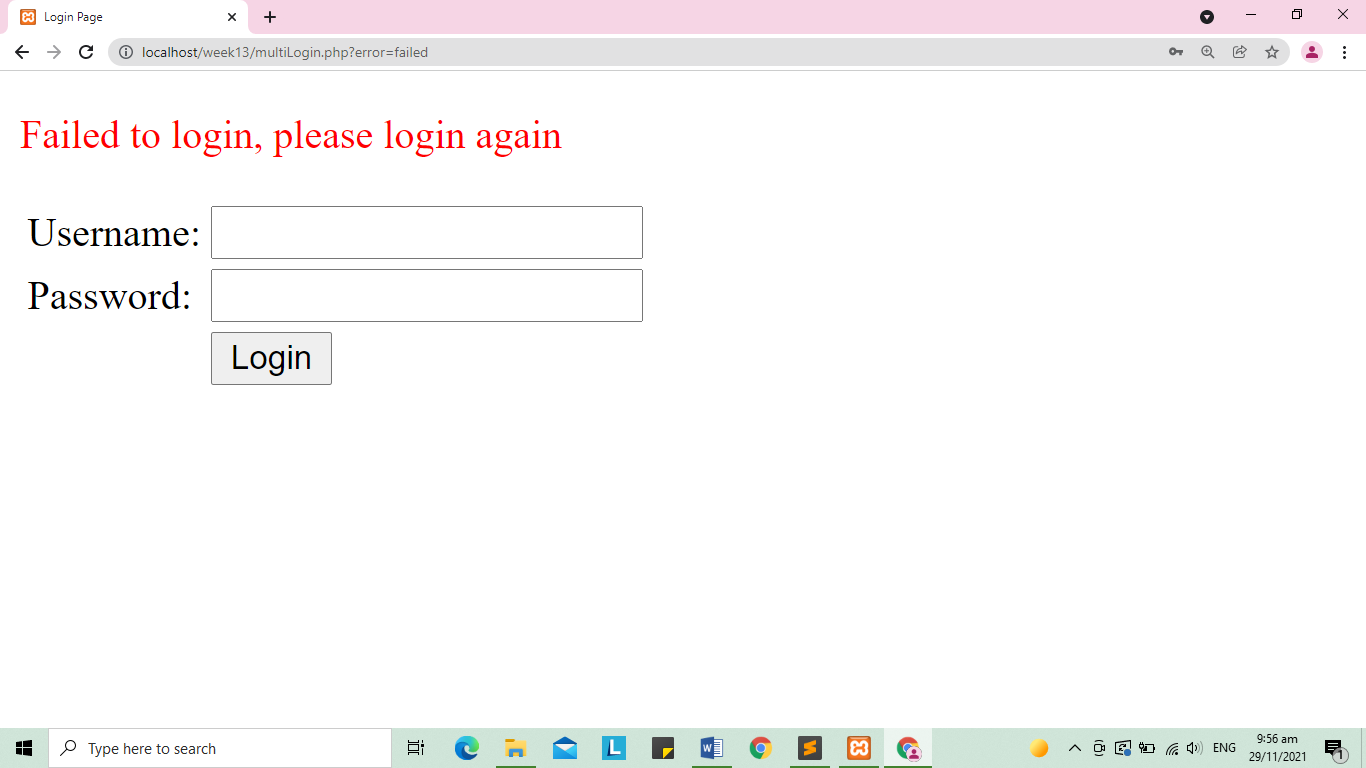 Login Page
localhost/week13/multiLogin.php?error=failed
Failed to login, please login again
Username:
Password:
Login
Type here to search
L
W
ENG
9:56 am
29/11/2021
1